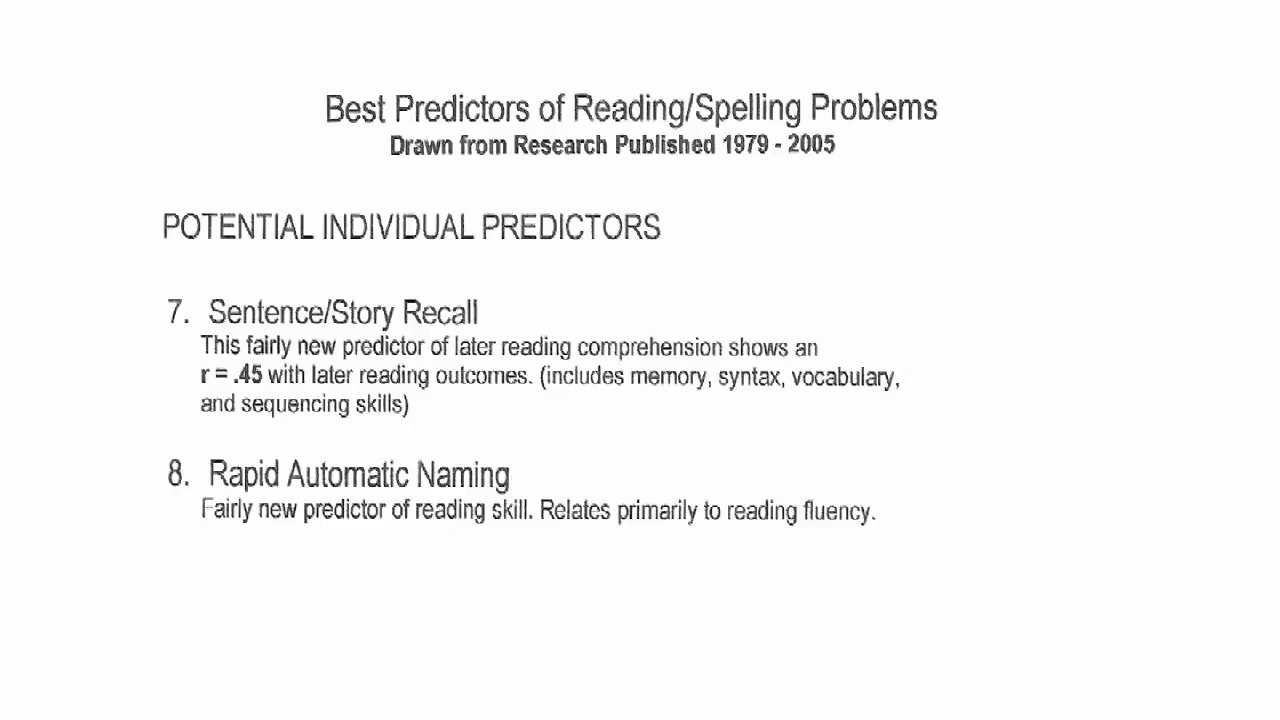 Best Predictors of Reading/Spelling Problems
Drawn from Research Published 1979 - 2005
POTENTIAL INDIVIDUAL PREDICTORS
7. Sentence/Story Recall
This fairly new predictor of later reading comprehension shows an
r = .45 with later reading outcomes. (includes memory, syntax, vocabulary,
and sequencing skills)
8. Rapid Automatic Naming
Fairly new predictor of reading skill. Relates primarily to reading fluency.